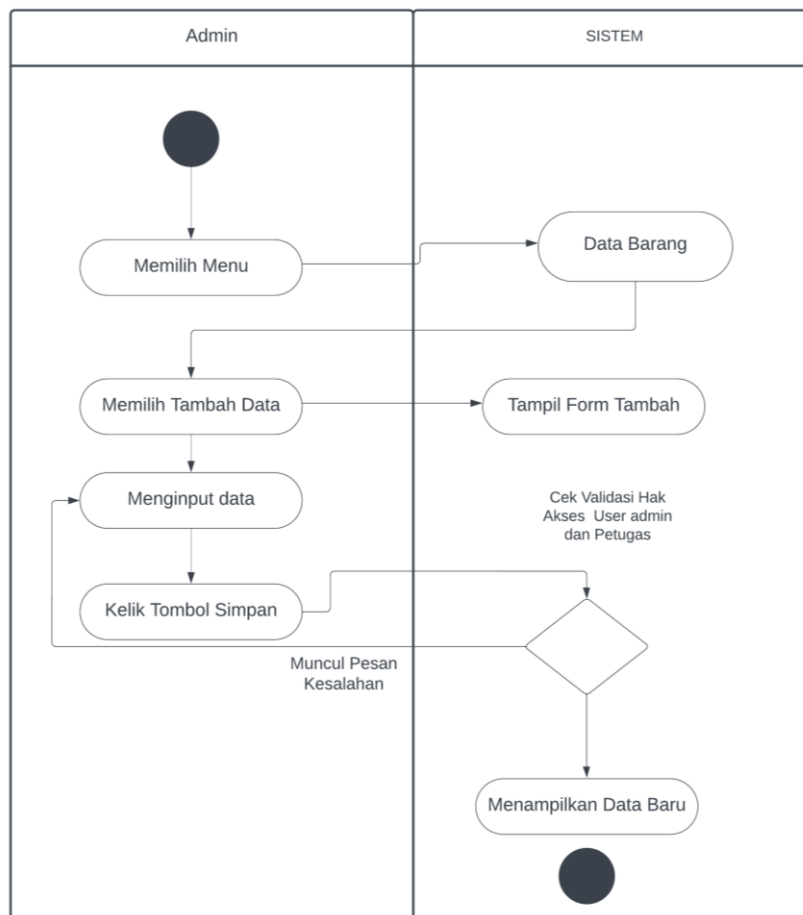 Admin
SISTEM
Memilih Menu
Data Barang
Memilih Tambah Data
Tampil Form Tambah
Menginput data
Cek Validasi Hak
Akses User admin
dan Petugas
Kelik Tombol Simpan
Muncul Pesan
Kesalahan
Menampilkan Data Baru